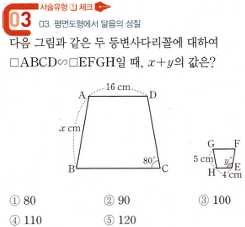 서술유형 1 체크
03
03. 평면도형에서 닮음의 성질
다음 그림과 같은 두 등변사다리꼴에 대하여
□ABCD∽□EFGH일 때, x+y의 값은?
16 cm
A D
x cm
80°
B C
G F
5 cm y°
H E
4 cm
① 80 ② 90 ③ 100
④ 110 ⑤ 120